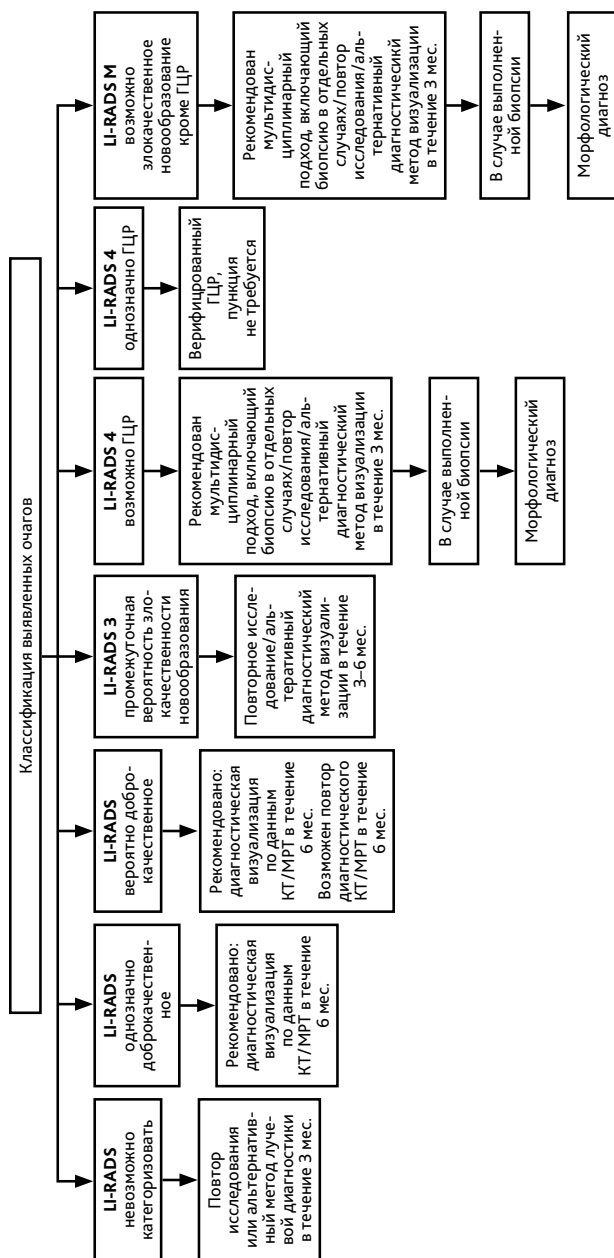 Классификация выявленных очагов
LI-RADS
невозможно
категоризовать
Повтор
исследования
или альтернатив-
ный метод луче-
вой диагностики
в течение 3 мес.
LI-RADS
однозначно
доброкачествен-
ное
Рекомендовано:
диагностическая
визуализация
по данным
КТ/МРТ в течение
6 мес.
LI-RADS
вероятно добро-
качественное
Рекомендовано:
диагностическая
визуализация
по данным
КТ/МРТ в течение
6 мес.
Возможен повтор
диагностического
КТ/МРТ в течение
6 мес.
LI-RADS 3
промежуточная
вероятность зло-
качественности
новообразования
Повторное иссле-
дование/аль-
теративный
диагностический
метод визуали-
зации в течение
3–6 мес.
LI-RADS 4
возможно ГЦР
Рекомендован
мультидис-
циплинарный
подход, включающий
биопсию в отдельных
случаях/повтор
исследования/аль-
тернативный
диагностический
метод визуализации
в течение 3 мес.
В случае выполнен-
ной биопсии
Морфологический
диагноз
LI-RADS 4
однозначно ГЦР
Верифицированный
ГЦР,
пункция
не требуется
LI-RADS M
возможно
злокачественное
новообразование
кроме ГЦР
Рекомендован
мультидис-
циплинарный
подход, включающий
биопсию в отдельных
случаях/повтор
исследования/аль-
тернативный
диагностичесикй
метод визуализации
в течение 3 мес.
В случае выполнен-
ной биопсии
Морфологический
диагноз